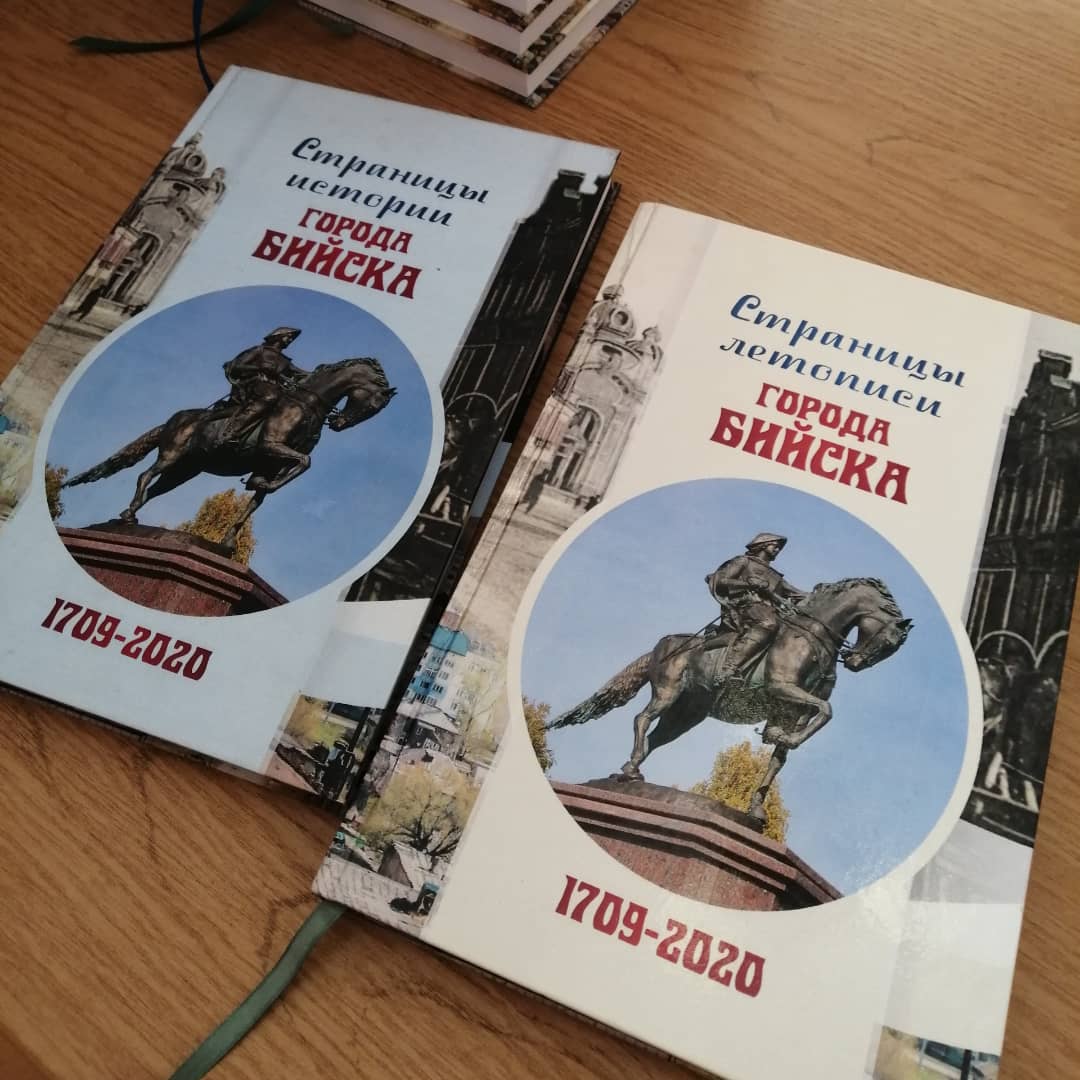 Страницы
истории
ГОРОДА
БИЙСКА
1709-2020
Страницы
летописи
ГОРОДА
БИЙСКА
1709-2020